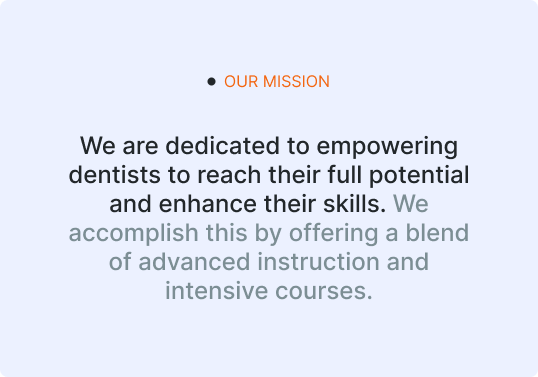 OUR MISSION
We are dedicated to empowering
dentists to reach their full potential
and enhance their skills. We
accomplish this by offering a blend
of advanced instruction and
intensive courses.